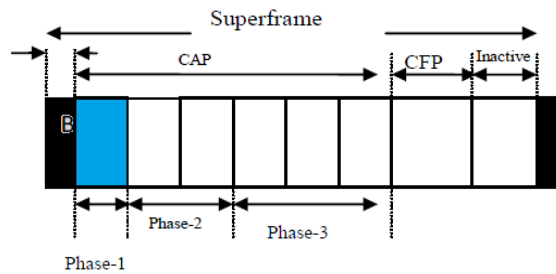 Superframe
CAP
CFP
Inactive
B
Phase-2
Phase-3
Phase-1